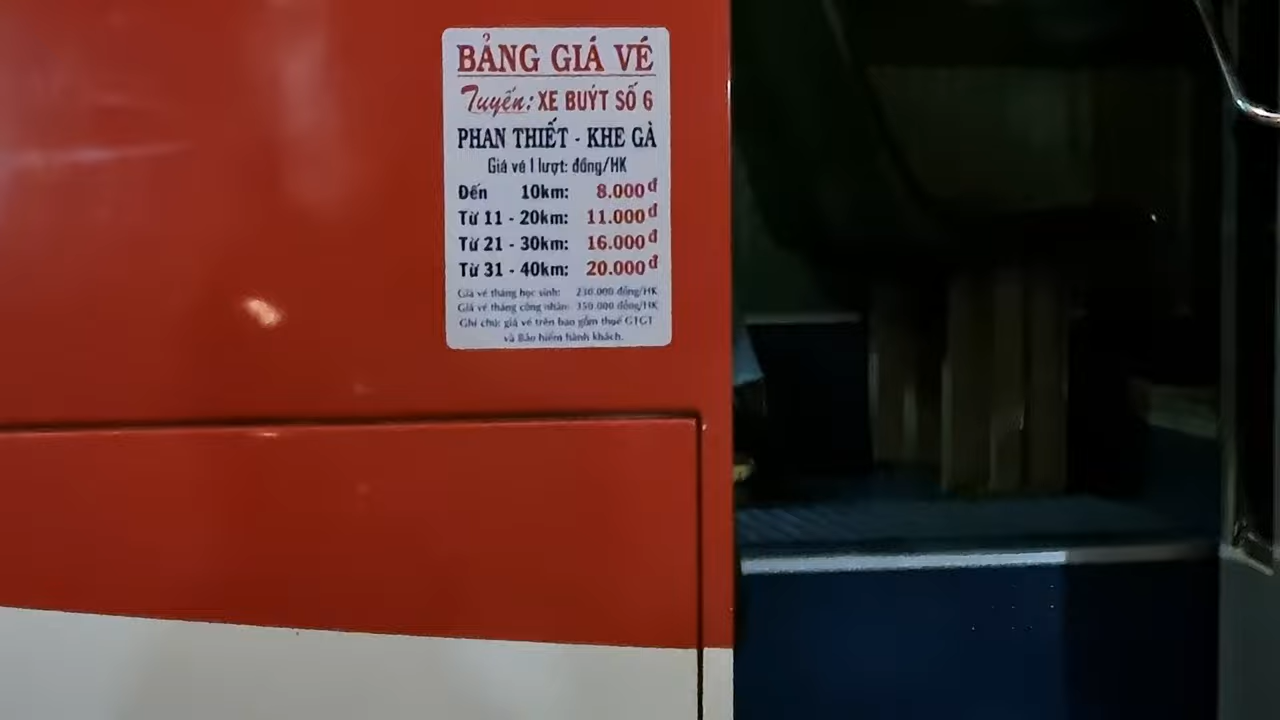 BẢNG GIÁ VÉ
Tuyến: XE BUÝT SỐ 6
PHAN THIẾT - KHE GÀ
Giá vé 1 lượt: đồng/HK
Đến 10km: 8.000đ
Từ 11 - 20km: 11.000đ
Từ 21 - 30km: 16.000đ
Từ 31 - 40km: 20.000đ
Giá vé tháng học sinh: 230.000 đồng/HK
Giá vé tháng công nhân: 350.000 đồng/HK
Ghi chú: giá vé trên bao gồm thuế GTGT
và Bảo hiểm hành khách.